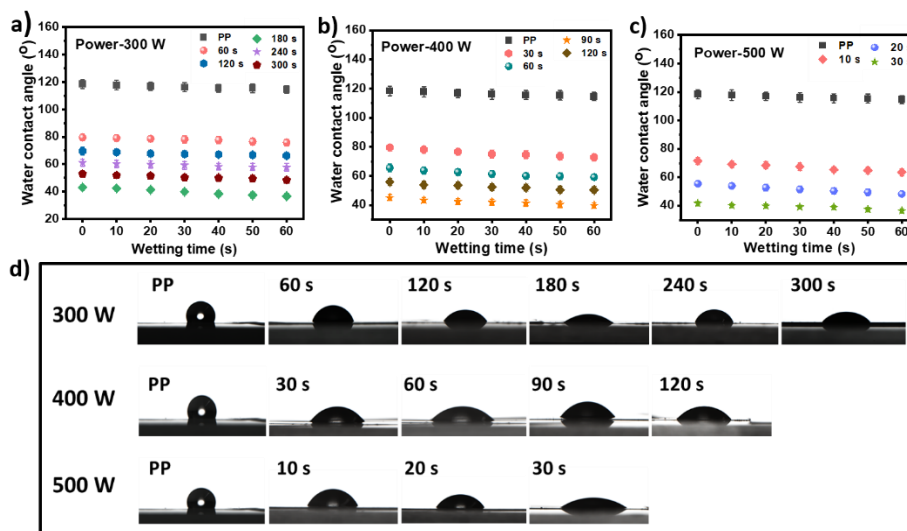 a)
Power-300 W
PP
60 s
120 s
180 s
240 s
300 s
160
140
120
100
80
60
40
20
0 10 20 30 40 50 60
Wetting time (s)
Water contact angle (°)
b)
Power-400 W
PP
30 s
60 s
90 s
120 s
160
140
120
100
80
60
40
0 10 20 30 40 50 60
Wetting time (s)
Water contact angle (°)
c)
Power-500 W
PP
10 s
20
30
160
140
120
100
80
60
40
0 10 20 30 40 50 60
Wetting time (s)
Water contact angle (°)
d)
300 W
PP 60 s 120 s 180 s 240 s 300 s
400 W
PP 30 s 60 s 90 s 120 s
500 W
PP 10 s 20 s 30 s